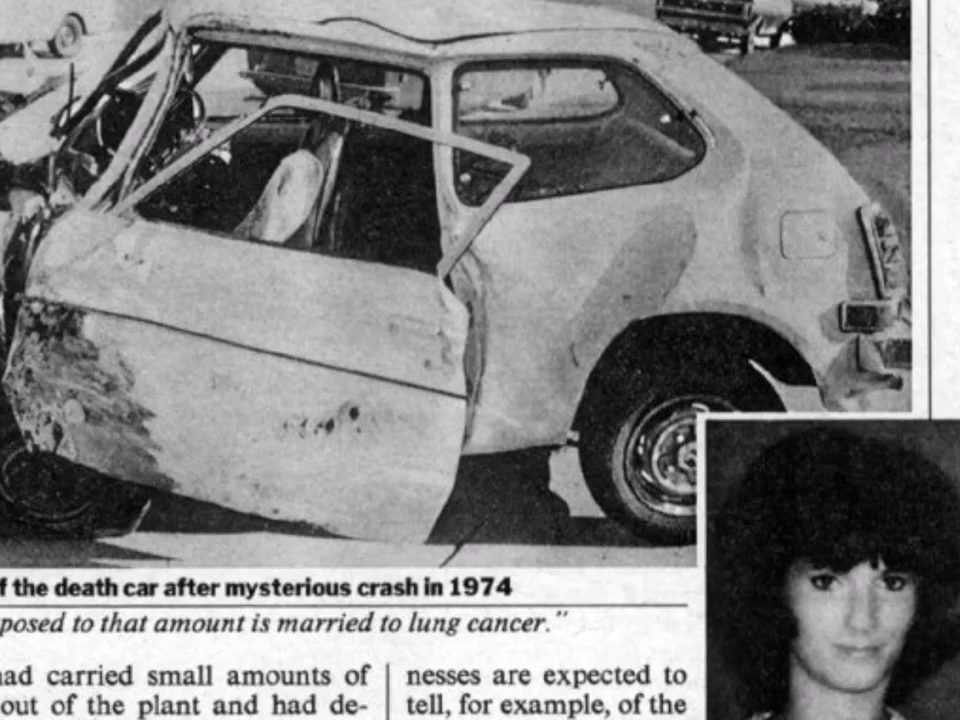 f the death car after mysterious crash in 1974
posed to that amount is married to lung cancer."
had carried small amounts of
out of the plant and had de-
nesses are expected to
tell, for example, of the